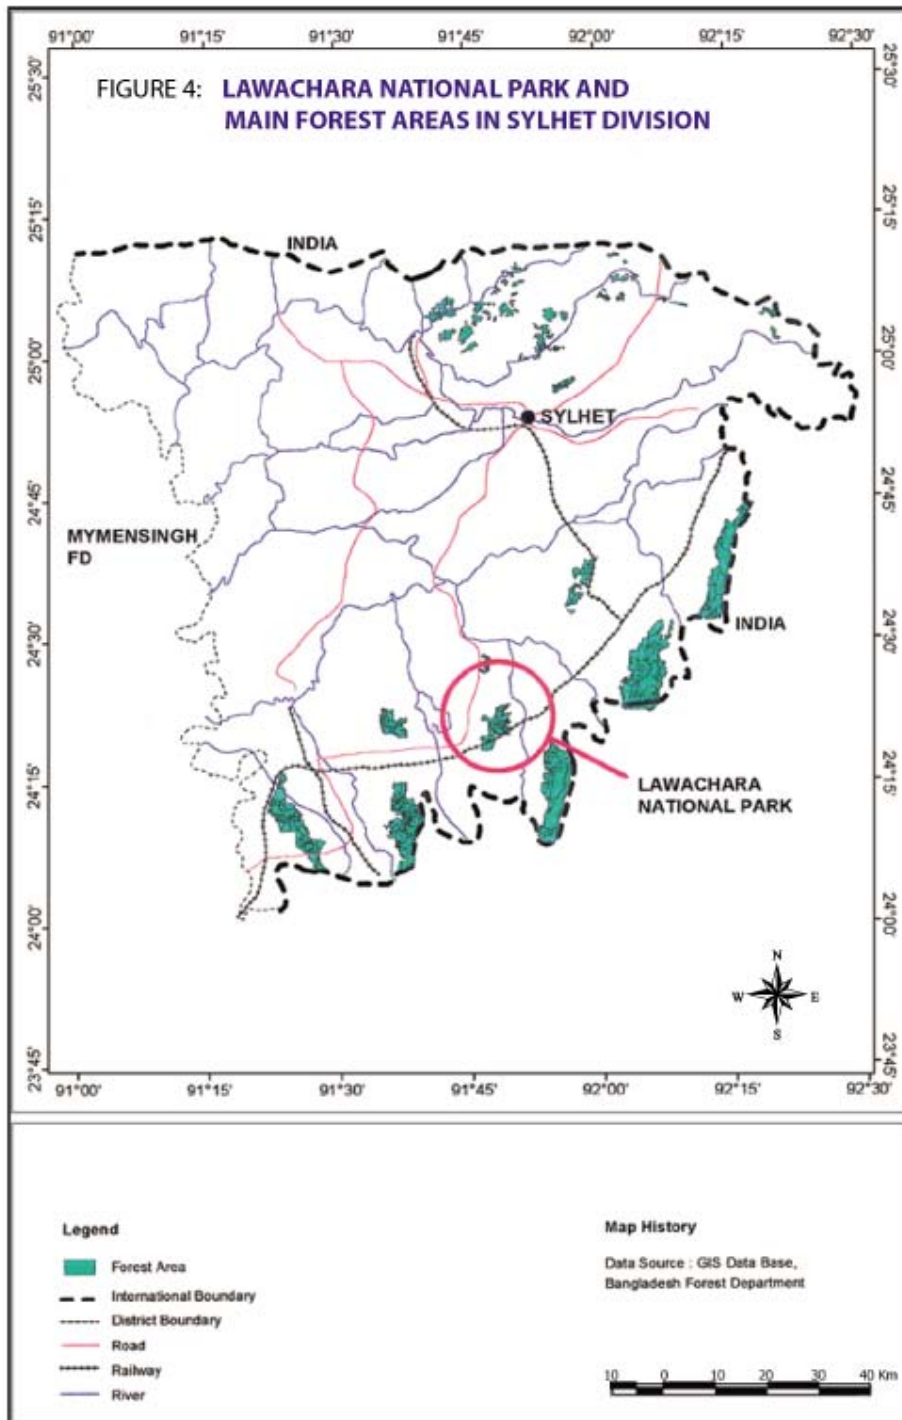 91°00' 91°15' 91°30' 91°45' 92°00' 92°15' 92°30'
FIGURE 4: LAWACHARA NATIONAL PARK AND
MAIN FOREST AREAS IN SYLHET DIVISION
25°30'
25°15'
25°00'
24°45'
24°30'
24°15'
24°00'
23°45'
25°30'
25°15'
25°00'
24°45'
24°30'
24°15'
24°00'
23°45'
INDIA
SYLHET
MYMENSINGH
FD
INDIA
LAWACHARA
NATIONAL PARK
N
W E
S
91°00' 91°15' 91°30' 91°45' 92°00' 92°15' 92°30'
Legend
Forest Area
International Boundary
District Boundary
Road
Railway
River
Map History
Data Source : GIS Data Base,
Bangladesh Forest Department
10 0 10 20 30 40 Km